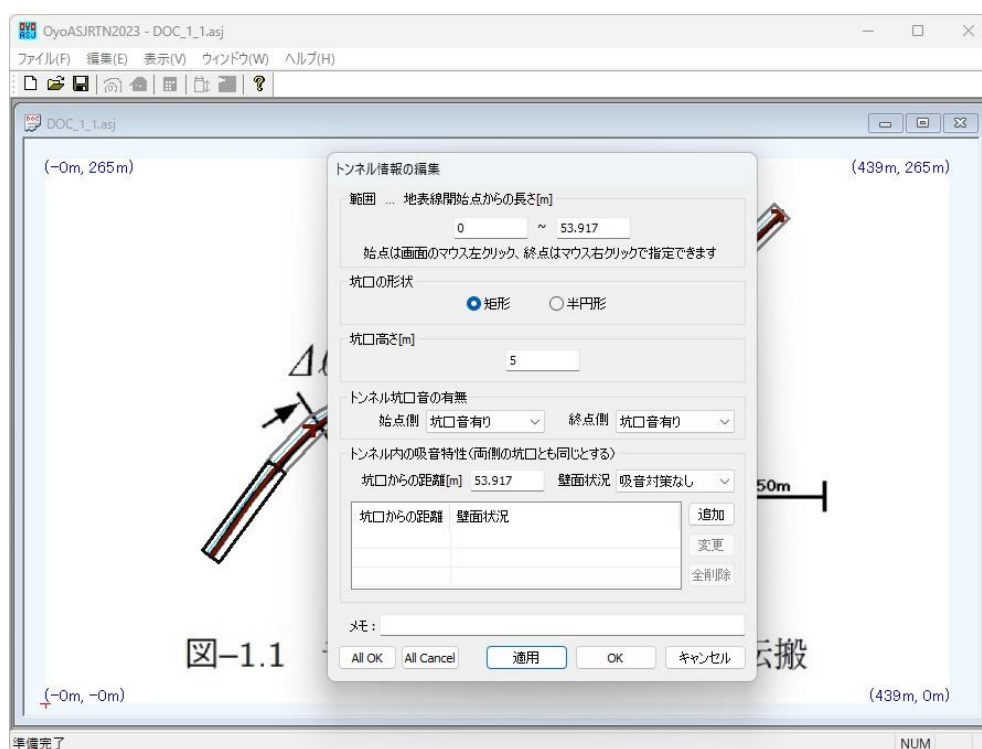 OYO
ASJ
OyoASJRTN2023 - DOC_1_1.asj
ファイル(F) 編集(E) 表示(V) ウィンドウ(W) ヘルプ(H)
DOC_1_1.asj
(-0m, 265m)
(439m, 265m)
トンネル情報の編集
範囲 ... 地表線開始点からの長さ[m]
0 ~ 53.917
始点は画面のマウス左クリック、終点はマウス右クリックで指定できます
坑口の形状
矩形 半円形
坑口高さ[m]
5
トンネル坑口音の有無
始点側 坑口音有り 終点側 坑口音有り
トンネル内の吸音特性(両側の坑口とも同じとする)
坑口からの距離[m] 53.917 壁面状況 吸音対策なし
坑口からの距離 壁面状況
追加
変更
全削除
メモ:
All OK All Cancel 適用 OK キャンセル
Δ
50m
図-1.1
伝搬
(-0m, -0m)
(439m, 0m)
準備完了
NUM